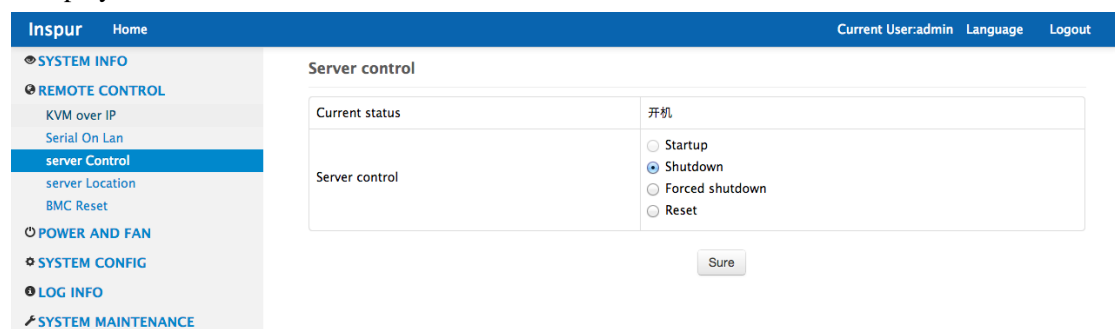 Inspur Home Current User:admin Language Logout
SYSTEM INFO
REMOTE CONTROL
KVM over IP
Serial On Lan
server Control
server Location
BMC Reset
POWER AND FAN
SYSTEM CONFIG
LOG INFO
SYSTEM MAINTENANCE
Server control
Current status 开机
Server control
Startup
Shutdown
Forced shutdown
Reset
Sure